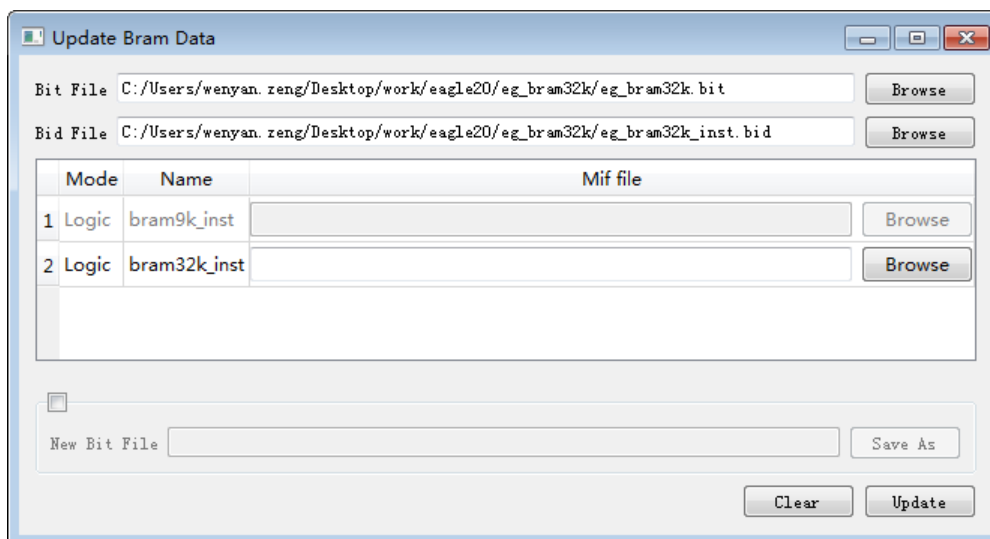 Update Bram Data
Bit File C:/Users/wenyan.zeng/Desktop/work/eagle20/eg_bram32k/eg_bram32k.bit Browse
Bid File C:/Users/wenyan.zeng/Desktop/work/eagle20/eg_bram32k/eg_bram32k_inst.bid Browse
Mode Name Mif file
1 Logic bram9k_inst Browse
2 Logic bram32k_inst Browse
New Bit File Save As
Clear Update